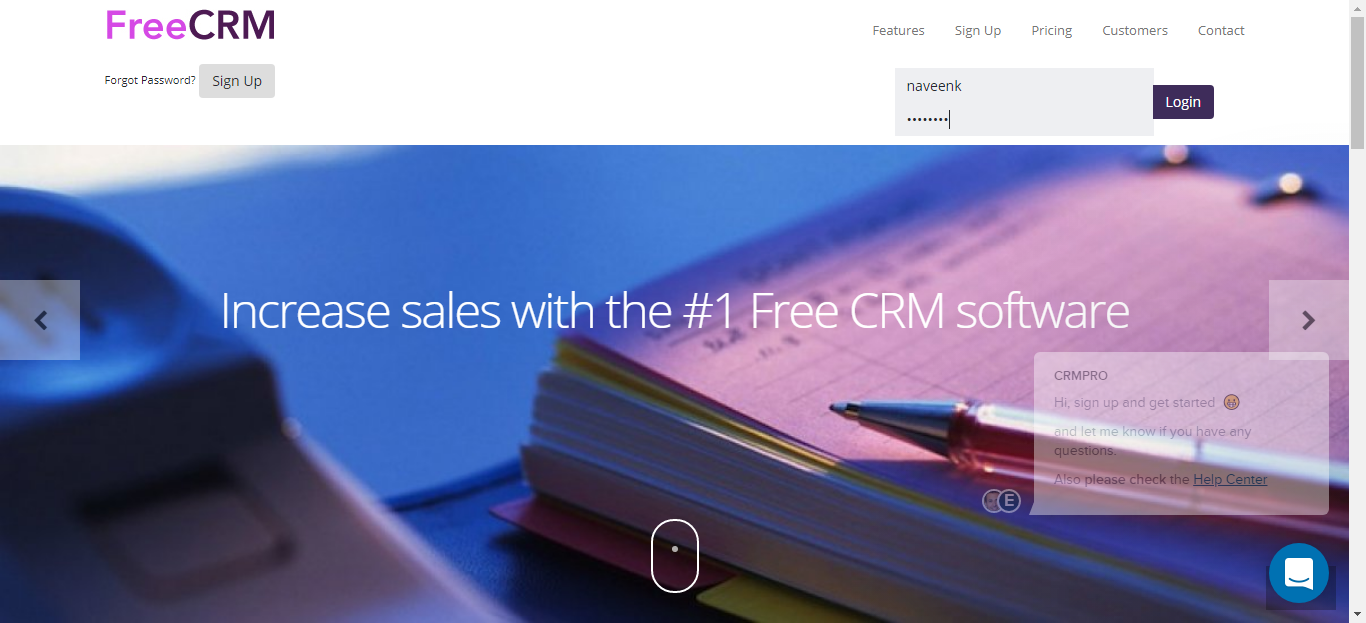 FreeCRM
Features Sign Up Pricing Customers Contact
Forgot Password? Sign Up
naveenk
••••••••
Login
Increase sales with the #1 Free CRM software
CRMPRO
Hi, sign up and get started
and let me know if you have any
questions.
Also please check the Help Center
E